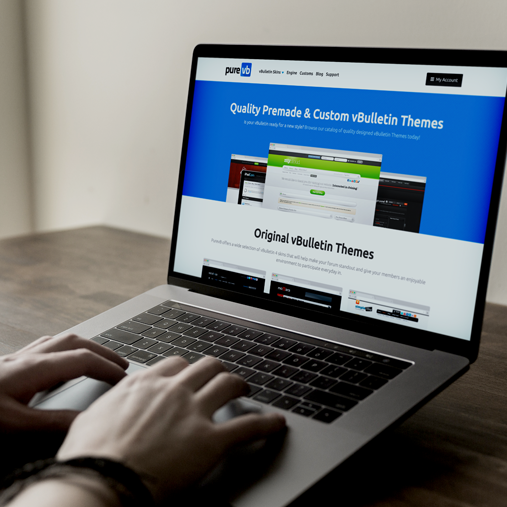 pure vb
vBulletin Skins Engine Customs Blog Support
My Account
Quality Premade & Custom vBulletin Themes
Is your vBulletin ready for a new style? Browse our catalog of quality designed vBulletin Themes today!
Original vBulletin Themes
Purevb offers a wide selection of vBulletin 4 skins that will help make your forum standout and give your members an enjoyable
environment to participate everyday in.